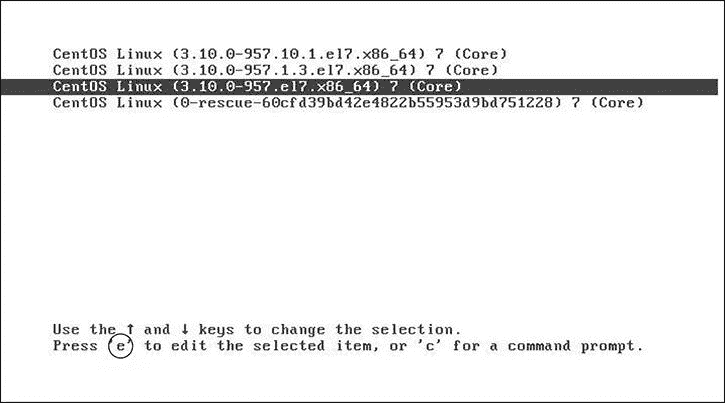 CentOS Linux (3.10.0-957.10.1.el7.x86_64) 7 (Core)
CentOS Linux (3.10.0-957.1.3.el7.x86_64) 7 (Core)
CentOS Linux (3.10.0-957.el7.x86_64) 7 (Core)
CentOS Linux (0-rescue-60cfd39bd42e4822b55953d9bd751228) 7 (Core)
Use the ↑ and ↓ keys to change the selection.
Press 'e' to edit the selected item, or 'c' for a command prompt.